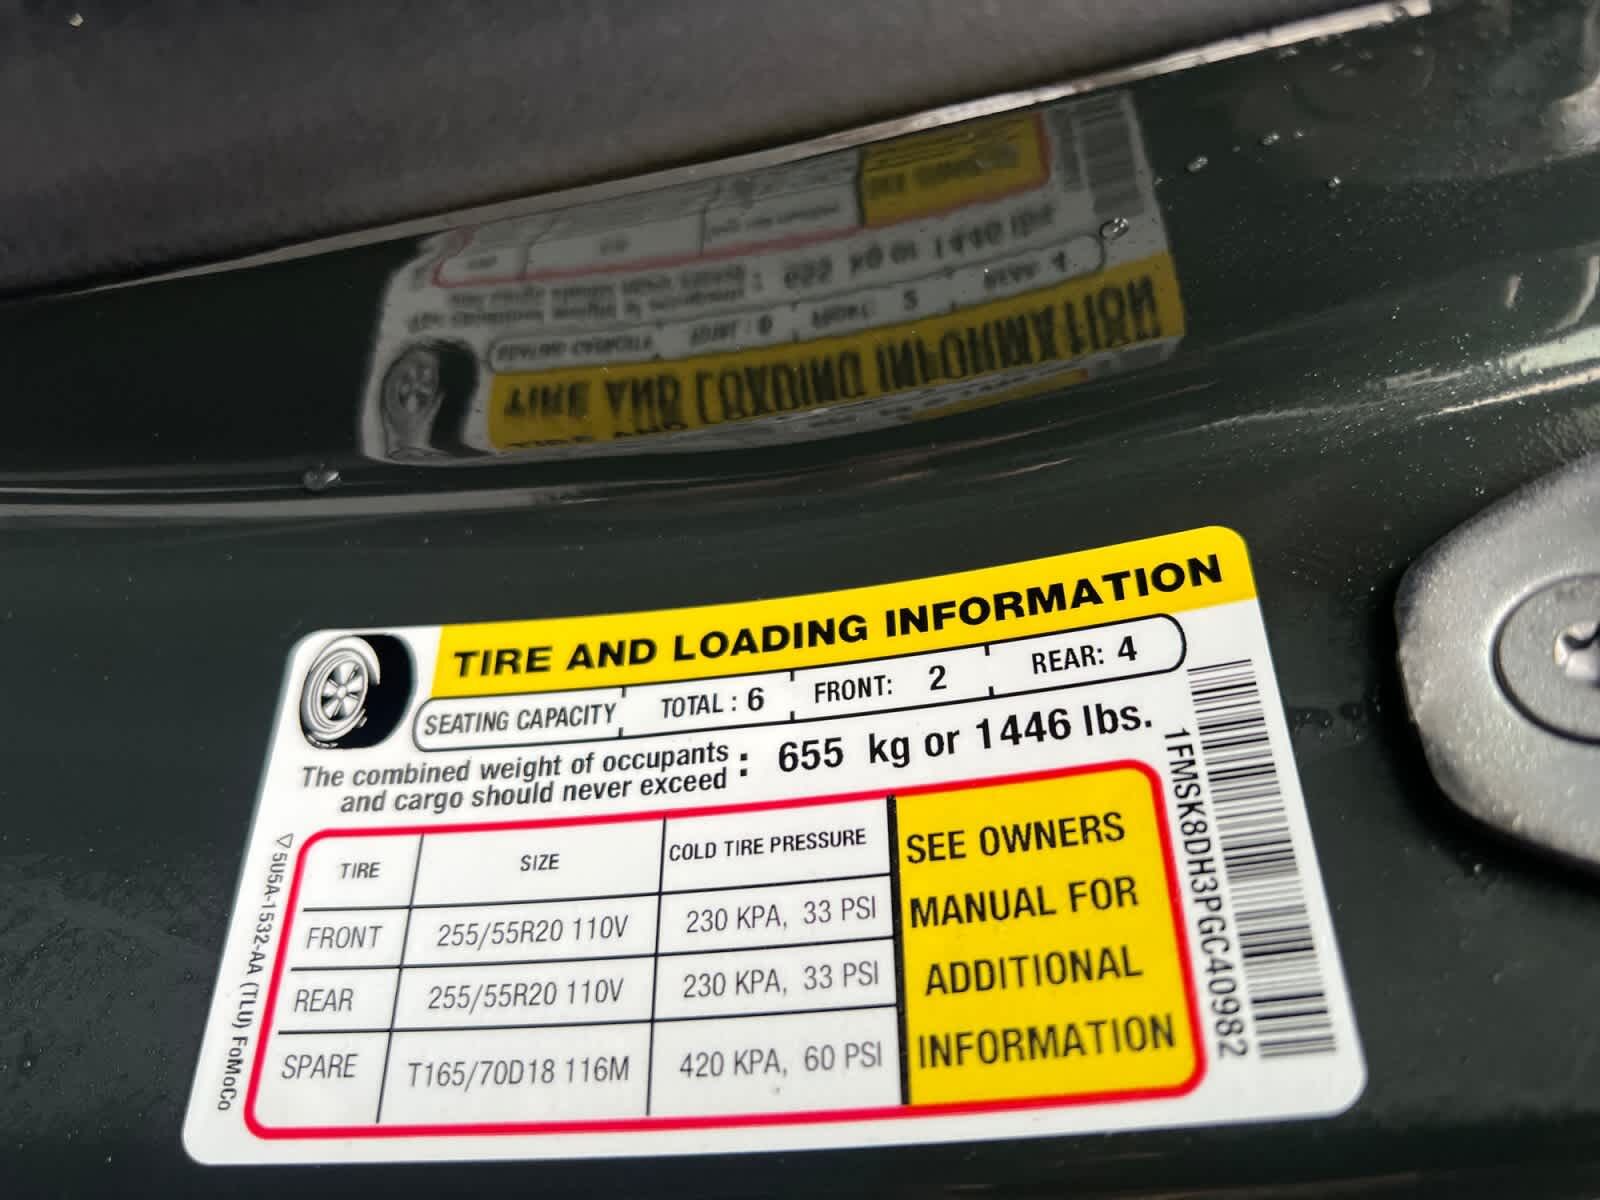 TIRE AND LOADING INFORMATION
SEATING CAPACITY TOTAL : 6 FRONT: 2 REAR: 4
The combined weight of occupants
and cargo should never exceed : 655 kg or 1446 lbs.
TIRE SIZE COLD TIRE PRESSURE
FRONT 255/55R20 110V 230 KPA, 33 PSI
REAR 255/55R20 110V 230 KPA, 33 PSI
SPARE T165/70D18 116M 420 KPA, 60 PSI
SEE OWNERS
MANUAL FOR
ADDITIONAL
INFORMATION
1FMSK8DH3PGC40982
▽5U5A-1532-AA (TLU) FoMoCo